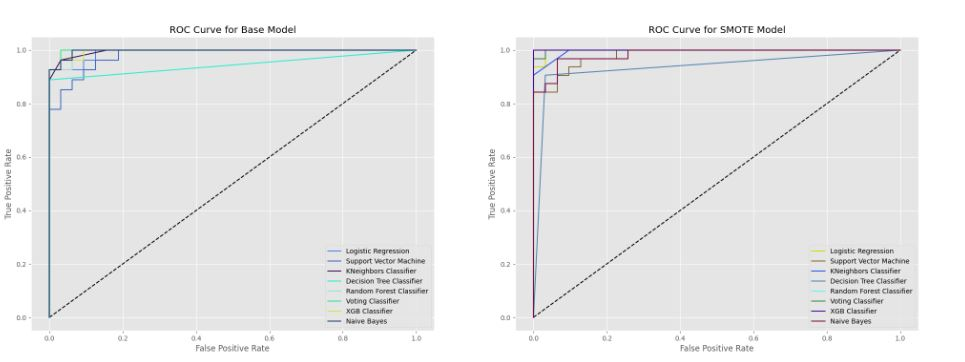 ROC Curve for Base Model
1.0
0.8
0.6
0.4
0.2
0.0
True Positive Rate
Logistic Regression
Support Vector Machine
KNeighbors Classifier
Decision Tree Classifier
Random Forest Classifier
Voting Classifier
XGB Classifier
Naive Bayes
0.0 0.2 0.4 0.6 0.8 1.0
False Positive Rate
ROC Curve for SMOTE Model
1.0
0.8
0.6
0.4
0.2
0.0
True Positive Rate
Logistic Regression
Support Vector Machine
KNeighbors Classifier
Decision Tree Classifier
Random Forest Classifier
Voting Classifier
XGB Classifier
Naive Bayes
0.0 0.2 0.4 0.6 0.8 1.0
False Positive Rate